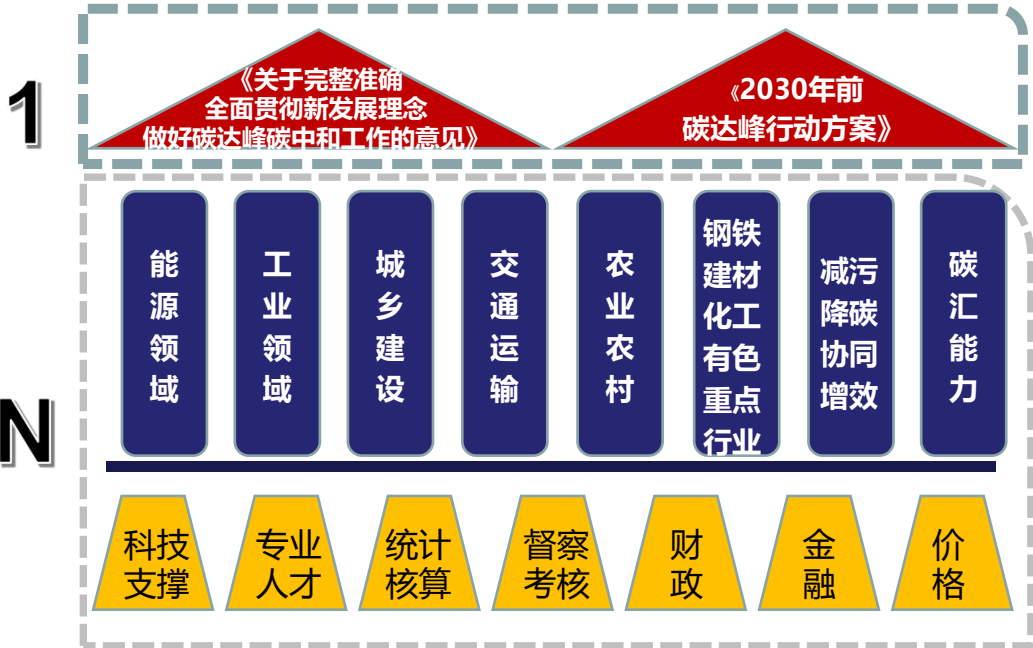 1
《关于完整准确
全面贯彻新发展理念
做好碳达峰碳中和工作的意见》
《2030年前
碳达峰行动方案》
N
能
源
领
域
工
业
领
域
城
乡
建
设
交
通
运
输
农
业
农
村
钢铁
建材
化工
有色
重点
行业
减污
降碳
协同
增效
碳
汇
能
力
科技
支撑
专业
人才
统计
核算
督察
考核
财
政
金
融
价
格